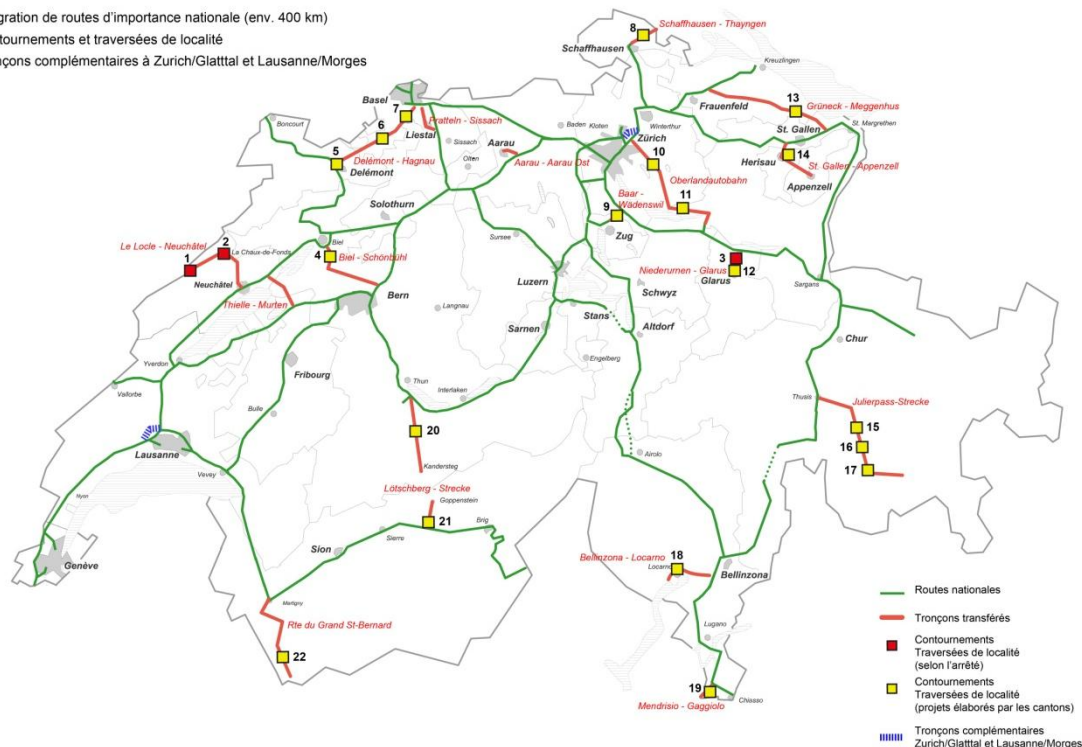 gration de routes d'importance nationale (env. 400 km)
tournements et traversées de localité
nçons complémentaires à Zurich/Glatttal et Lausanne/Morges
8
Schaffhausen - Thayngen
Schaffhausen
Kreuzlingen
Basel
7
Boncourt
6
Pratteln - Sissach
Liestal
Baden
Kloten
Winterthur
Frauenfeld
13
Grüneck - Meggenhus
Zürich
St. Gallen
St. Margrethen
5
Sissach
Aarau
Olten
Delémont - Hagnau
Aarau - Aarau Ost
10
Herisau
14
St. Gallen - Appenzell
Delémont
Oberlandautobahn
Appenzell
Baar -
Wädenswil
11
Solothurn
9
Zug
Sursee
Le Locle - Neuchâtel
2
La Chaux-de-Fonds
1
Biel
4
Biel - Schönbühl
3
Niederurnen - Glarus
Glarus
12
Neuchâtel
Luzern
Schwyz
Sargans
Thielle - Murten
Bern
Langnau
Stans
Sarnen
Altdorf
Chur
Engelberg
Yverdon
Fribourg
Vallorbe
Thun
Interlaken
Thusis
Julierpass-Strecke
Bulle
20
15
Lausanne
Airolo
16
Kandersteg
17
Vevey
Lötschberg - Strecke
Goppenstein
Nyon
21
Brig
Sierre
Sion
18
Bellinzona - Locarno
Locarno
Bellinzona
Genève
Martigny
Lugano
Rte du Grand St-Bernard
22
19
Chiasso
Mendrisio - Gaggiolo
Routes nationales
Tronçons transférés
Contournements
Traversées de localité
(selon l'arrêté)
Contournements
Traversées de localité
(projets élaborés par les cantons)
Tronçons complémentaires
Zurich/Glatttal et Lausanne/Morges